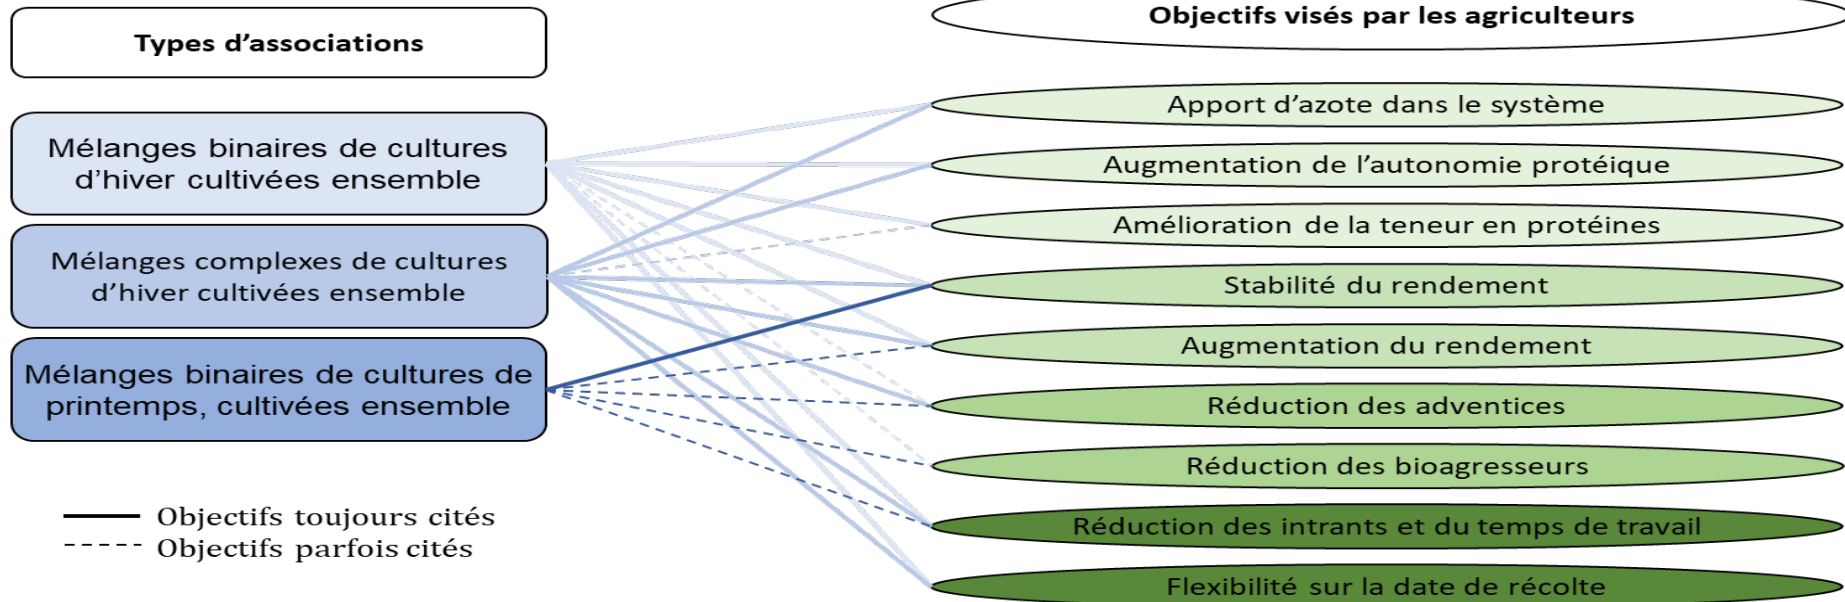 Types d’associations
Mélanges binaires de cultures
d’hiver cultivées ensemble
Mélanges complexes de cultures
d’hiver cultivées ensemble
Mélanges binaires de cultures de
printemps, cultivées ensemble
Objectifs toujours cités
Objectifs parfois cités
Objectifs visés par les agriculteurs
Apport d’azote dans le système
Augmentation de l’autonomie protéique
Amélioration de la teneur en protéines
Stabilité du rendement
Augmentation du rendement
Réduction des adventices
Réduction des bioagresseurs
Réduction des intrants et du temps de travail
Flexibilité sur la date de récolte